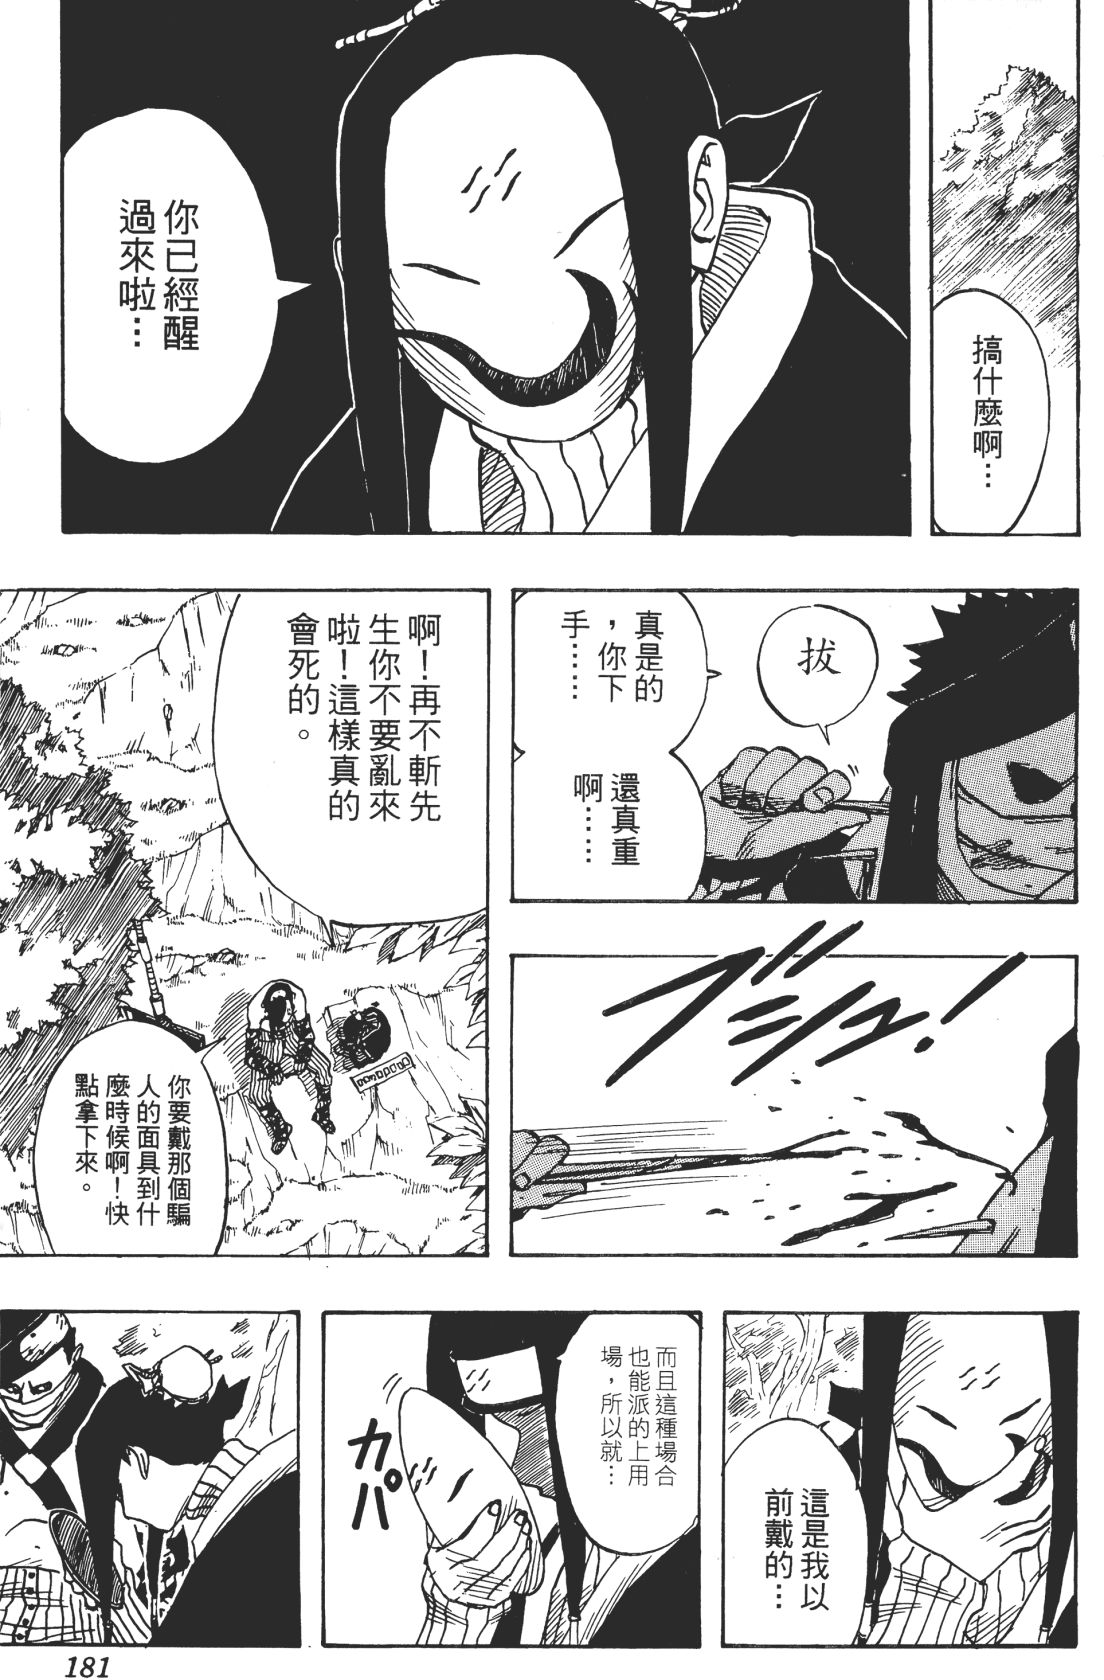 搞什麼啊…
你已經醒
過來啦…
拔
真是的
，你下
手……
還真重
啊……
ブシュ！
啊！再不斬先
生你不要亂來
啦！這樣真的
會死的。
你要戴那個騙
人的面具到什
麼時候啊！快
點拿下來。
這是我以
前戴的…
而且這種場合
也能派的上用
場，所以就…
カパ
181